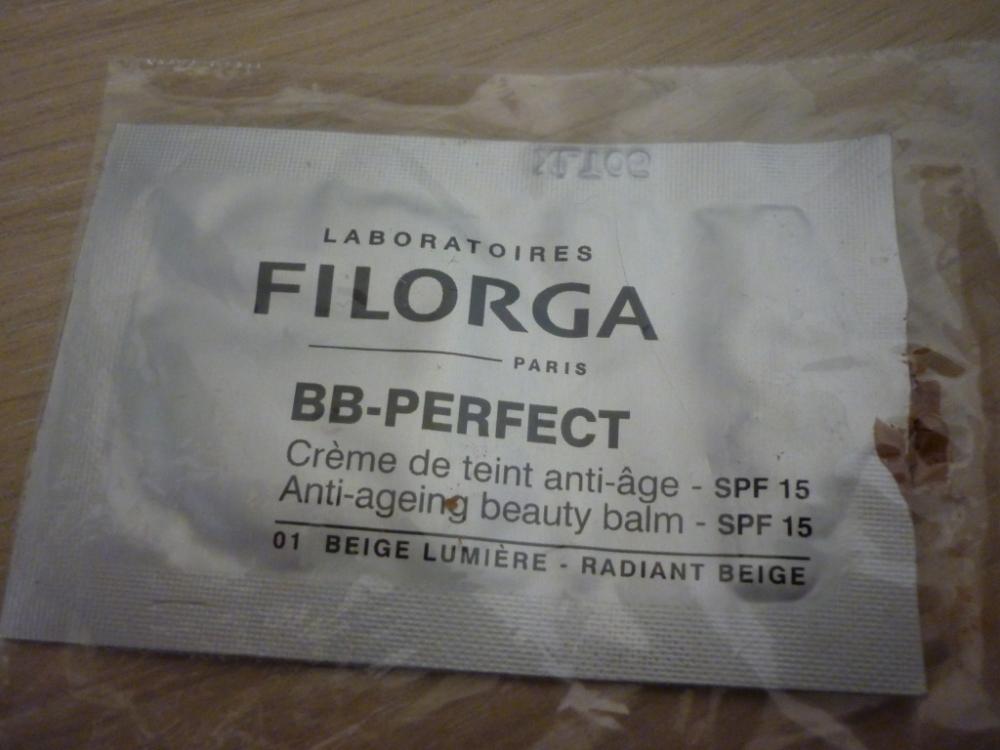 LABORATOIRES
FILORGA
PARIS
BB-PERFECT
Crème de teint anti-âge - SPF 15
Anti-ageing beauty balm - SPF 15
01 BEIGE LUMIÈRE - RADIANT BEIGE